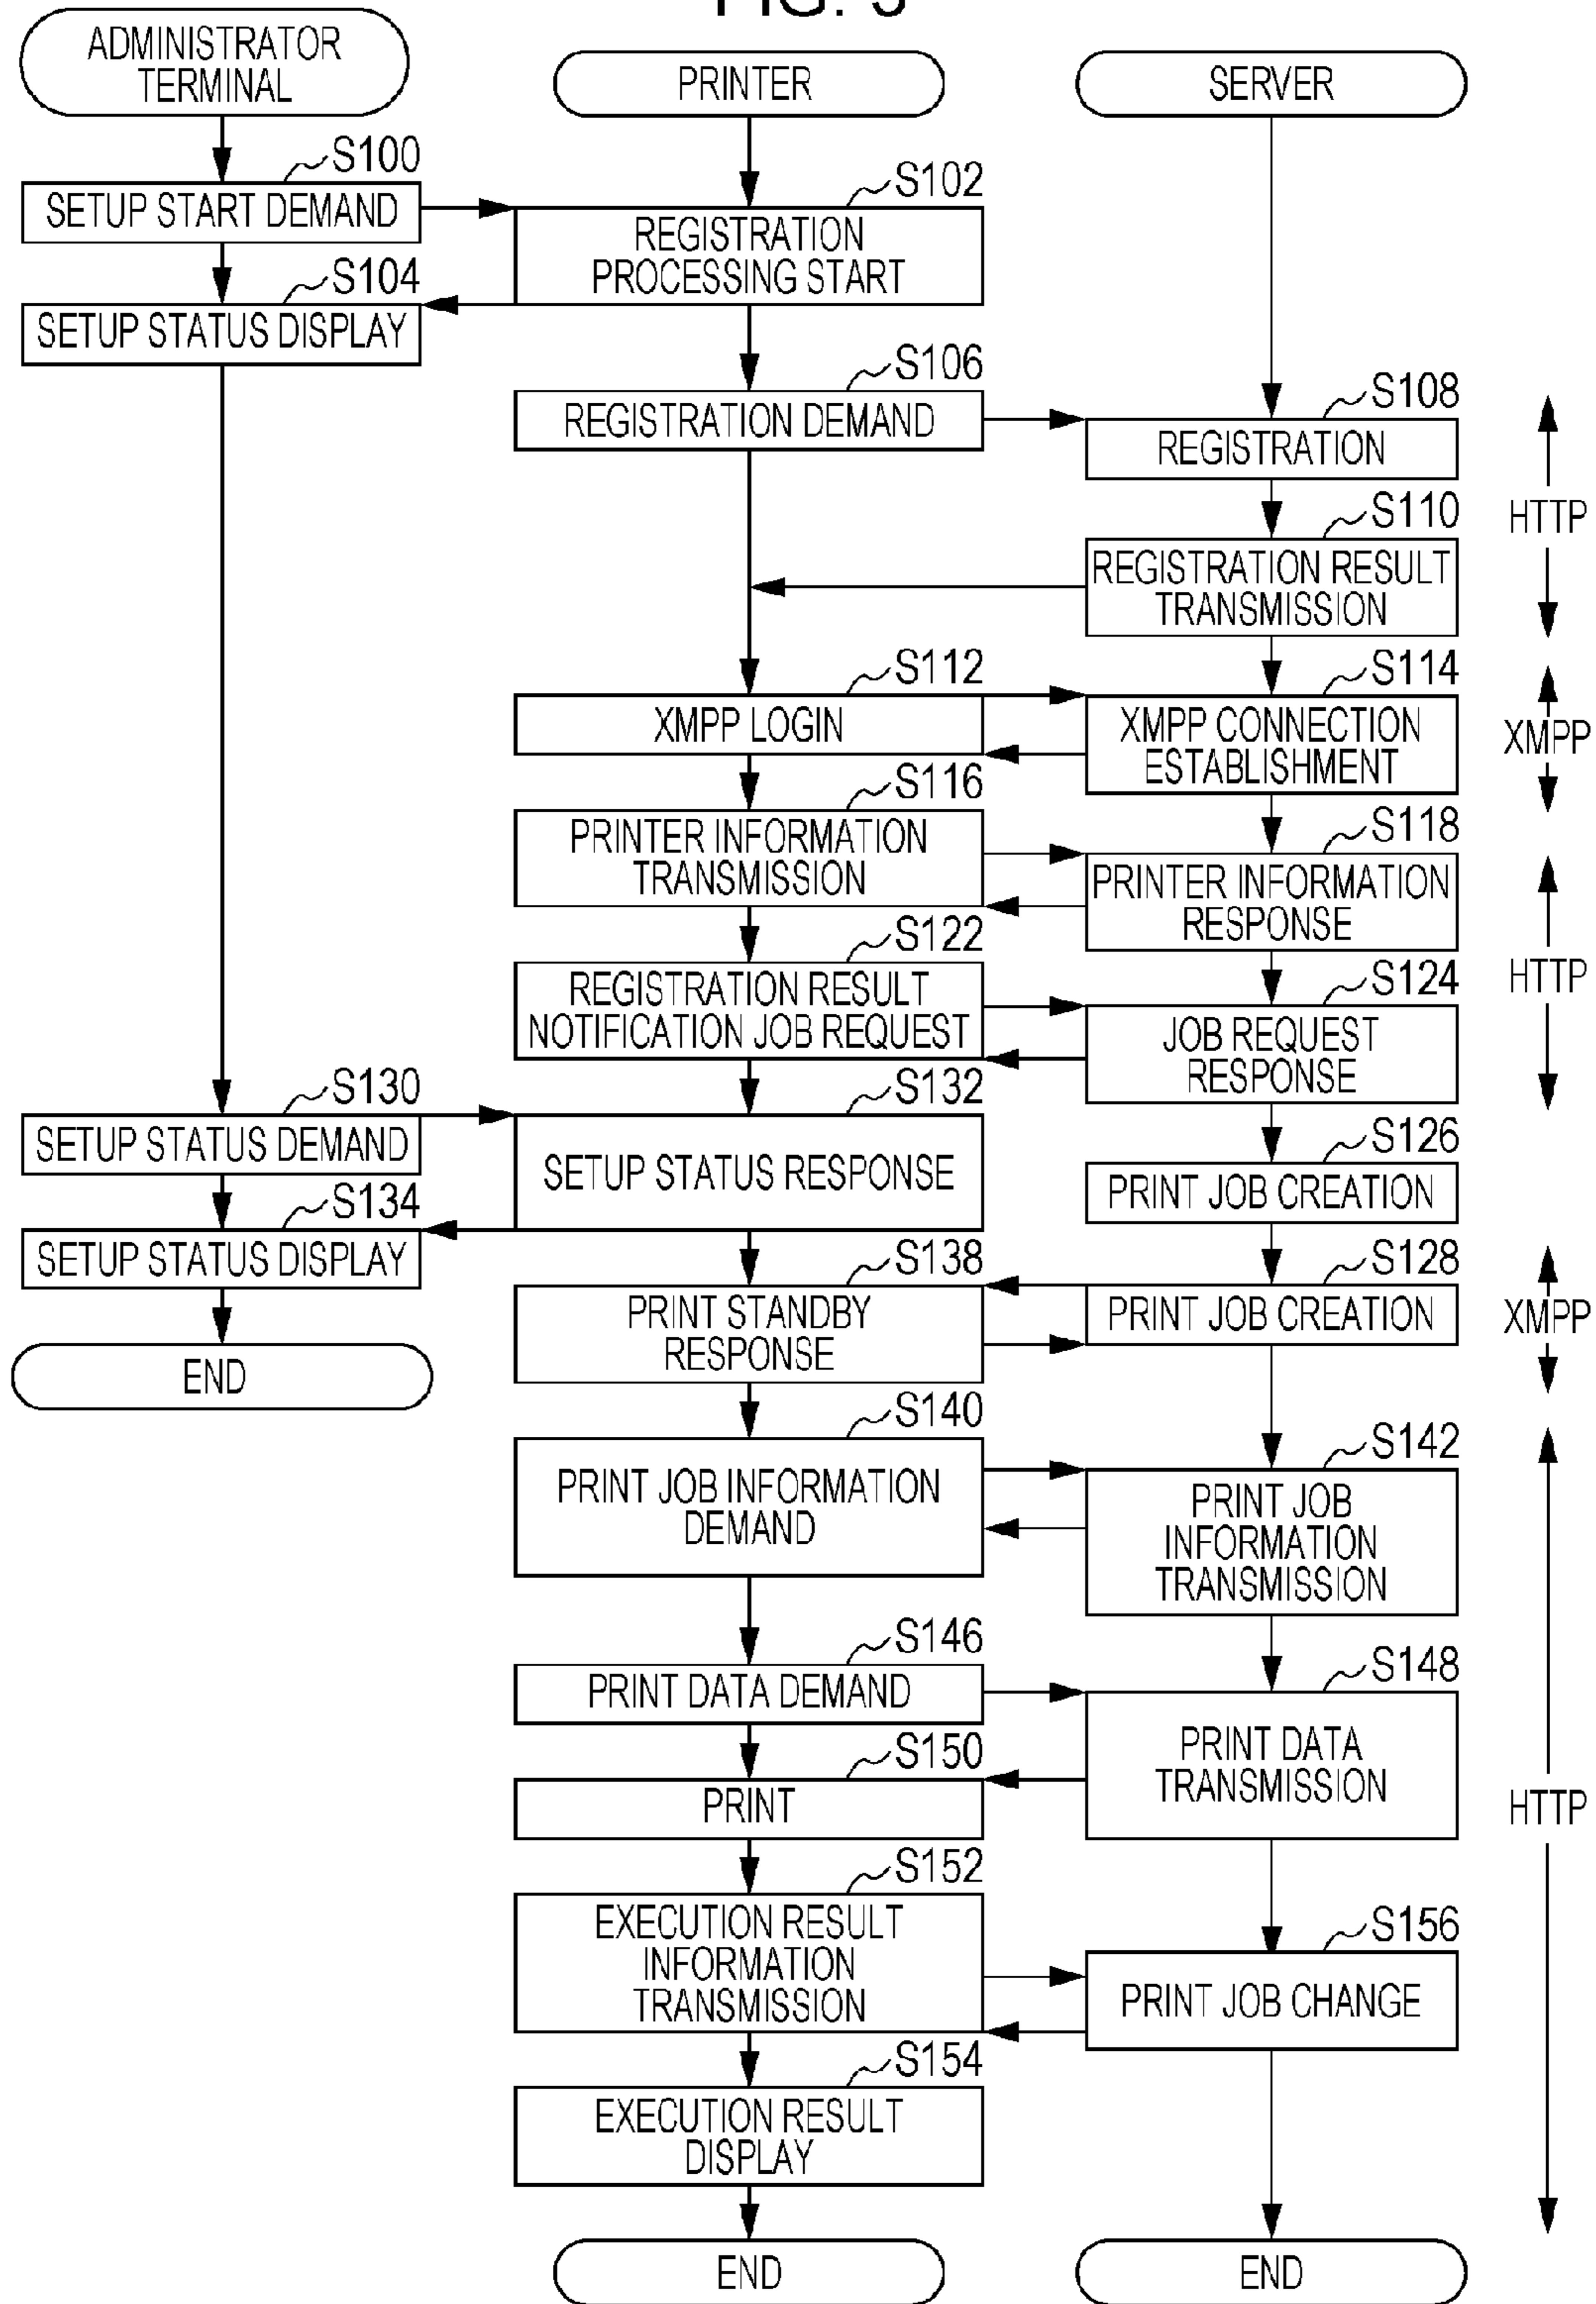 ADMINISTRATOR
TERMINAL
PRINTER
SERVER
S100
SETUP START DEMAND
S102
REGISTRATION
PROCESSING START
S104
SETUP STATUS DISPLAY
S106
REGISTRATION DEMAND
S108
REGISTRATION
HTTP
S110
REGISTRATION RESULT
TRANSMISSION
S112
XMPP LOGIN
S114
XMPP CONNECTION
ESTABLISHMENT
XMPP
S116
PRINTER INFORMATION
TRANSMISSION
S118
PRINTER INFORMATION
RESPONSE
HTTP
S122
REGISTRATION RESULT
NOTIFICATION JOB REQUEST
S124
JOB REQUEST
RESPONSE
S130
SETUP STATUS DEMAND
S132
SETUP STATUS RESPONSE
S126
PRINT JOB CREATION
S134
SETUP STATUS DISPLAY
S138
PRINT STANDBY
RESPONSE
S128
PRINT JOB CREATION
XMPP
END
S140
PRINT JOB INFORMATION
DEMAND
S142
PRINT JOB
INFORMATION
TRANSMISSION
S146
PRINT DATA DEMAND
S148
PRINT DATA
TRANSMISSION
S150
PRINT
HTTP
S152
EXECUTION RESULT
INFORMATION
TRANSMISSION
S156
PRINT JOB CHANGE
S154
EXECUTION RESULT
DISPLAY
END
END